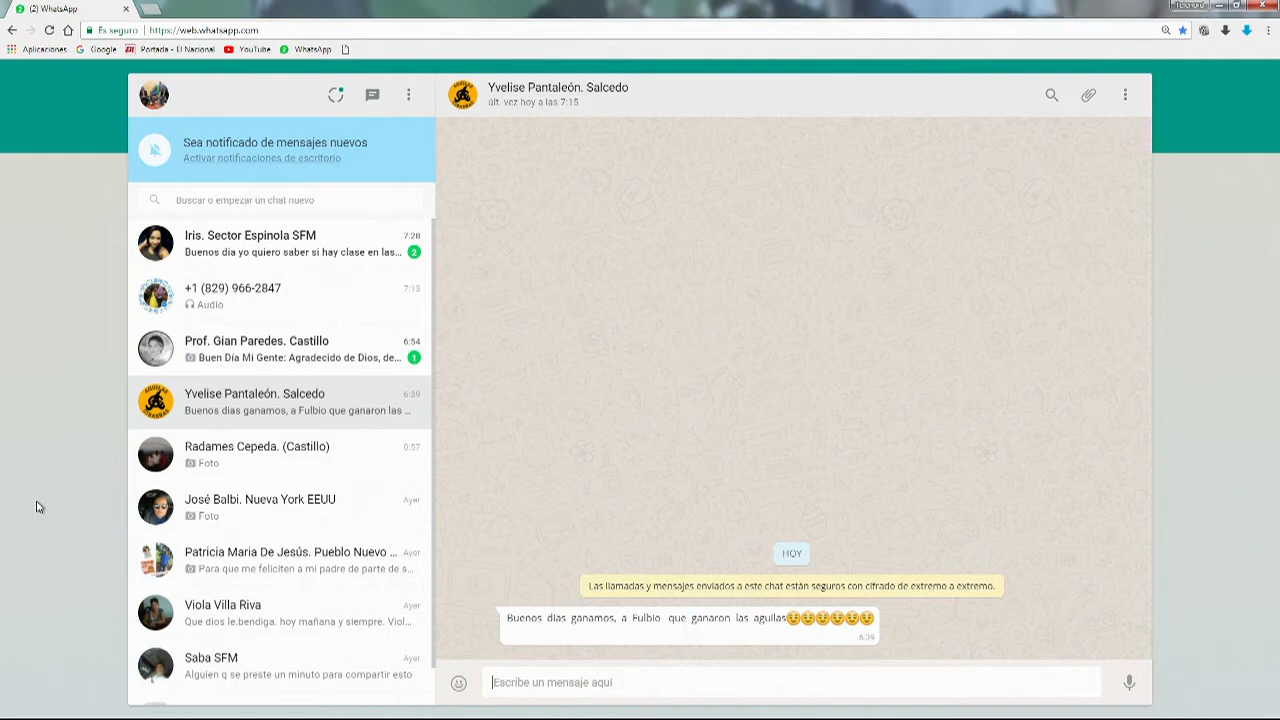 (2) WhatsApp
Telenord
Es seguro
https://web.whatsapp.com
Aplicaciones
Google
Portada - El Nacional
YouTube
WhatsApp
Yvelise Pantaleón. Salcedo
últ. vez hoy a las 7:15
Sea notificado de mensajes nuevos
Activar notificaciones de escritorio
Buscar o empezar un chat nuevo
Iris. Sector Espinola SFM 7:28
Buenos dia yo quiero saber si hay clase en las... 2
+1 (829) 966-2847 7:13
Audio
Prof. Gian Paredes. Castillo 6:54
Buen Día Mi Gente: Agradecido de Dios, de... 1
AGUILAS
CIBAEÑAS
Yvelise Pantaleón. Salcedo 6:39
Buenos dias ganamos, a Fulbio que ganaron las ...
Radames Cepeda. (Castillo) 0:57
Foto
José Balbi. Nueva York EEUU Ayer
Foto
Patricia Maria De Jesús. Pueblo Nuevo ... Ayer
Para que me feliciten a mi padre de parte de s...
Viola Villa Riva Ayer
Que dios le.bendiga. hoy mañana y siempre. Viol...
Saba SFM Ayer
Alguien q se preste un minuto para compartir esto
HOY
Las llamadas y mensajes enviados a este chat están seguros con cifrado de extremo a extremo.
Buenos dias ganamos, a Fulbio que ganaron las aguilas😉😉😉😉😉😉
6:39
Escribe un mensaje aquí